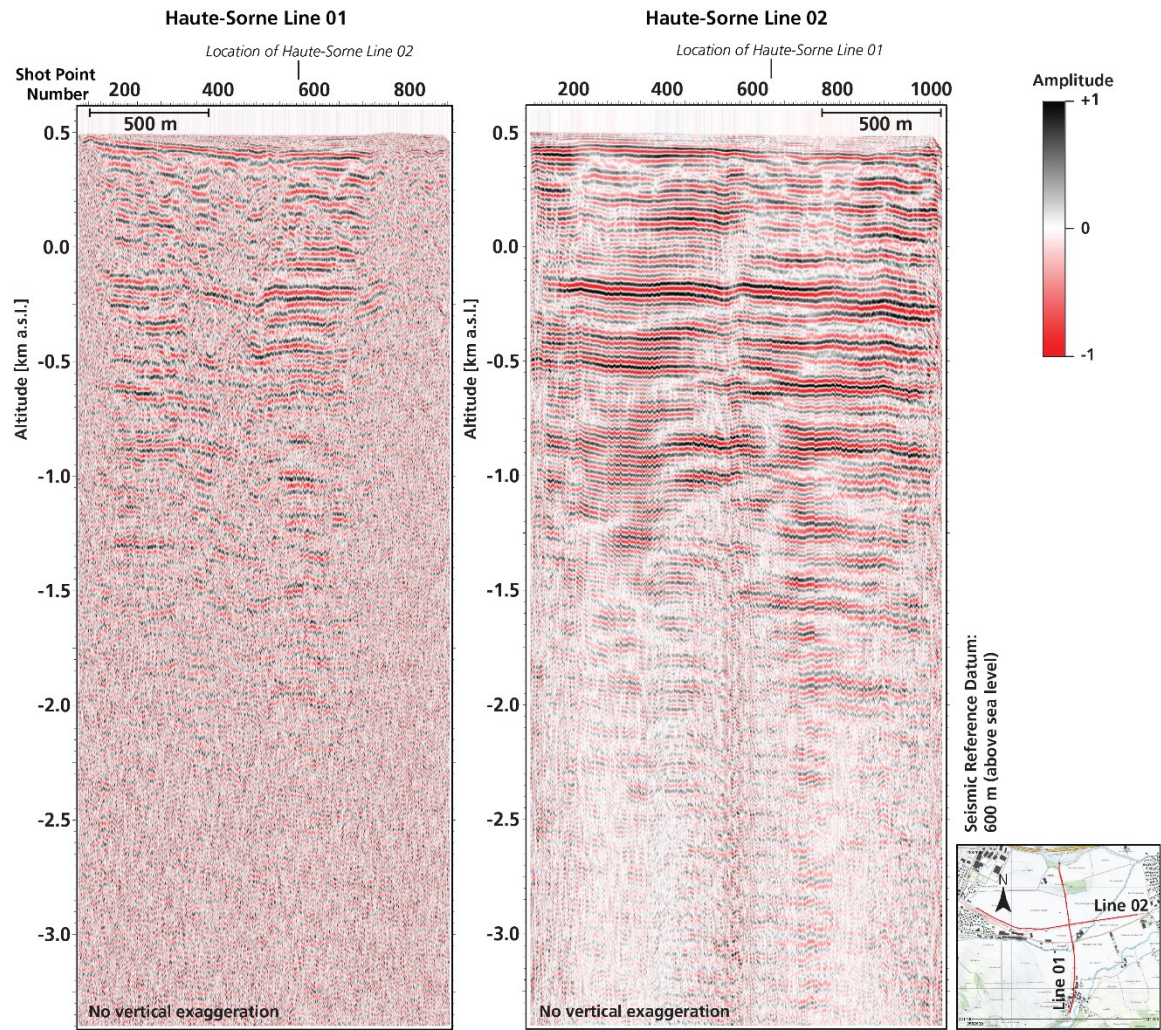 Haute-Sorne Line 01
Location of Haute-Sorne Line 02
Shot Point
Number
200 400 600 800
500 m
Altitude [km a.s.l.]
0.5
0.0
-0.5
-1.0
-1.5
-2.0
-2.5
-3.0
No vertical exaggeration
Haute-Sorne Line 02
Location of Haute-Sorne Line 01
200 400 600 800 1000
500 m
Altitude [km a.s.l.]
0.5
0.0
-0.5
-1.0
-1.5
-2.0
-2.5
-3.0
No vertical exaggeration
Amplitude
+1
0
-1
Seismic Reference Datum:
600 m (above sea level)
N
Line 02
Line 01